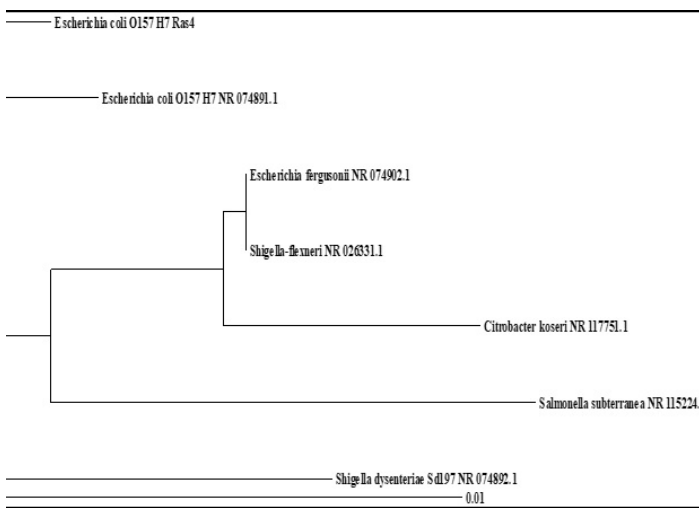 Escherichia coli O157 H7 Ras4
Escherichia coli O157 H7 NR 074891.1
Escherichia fergusonii NR 074902.1
Shigella-flexneri NR 026331.1
Citrobacter koseri NR 117751.1
Salmonella subterranea NR 115224.
Shigella dysenteriae Sd197 NR 074892.1
0.01